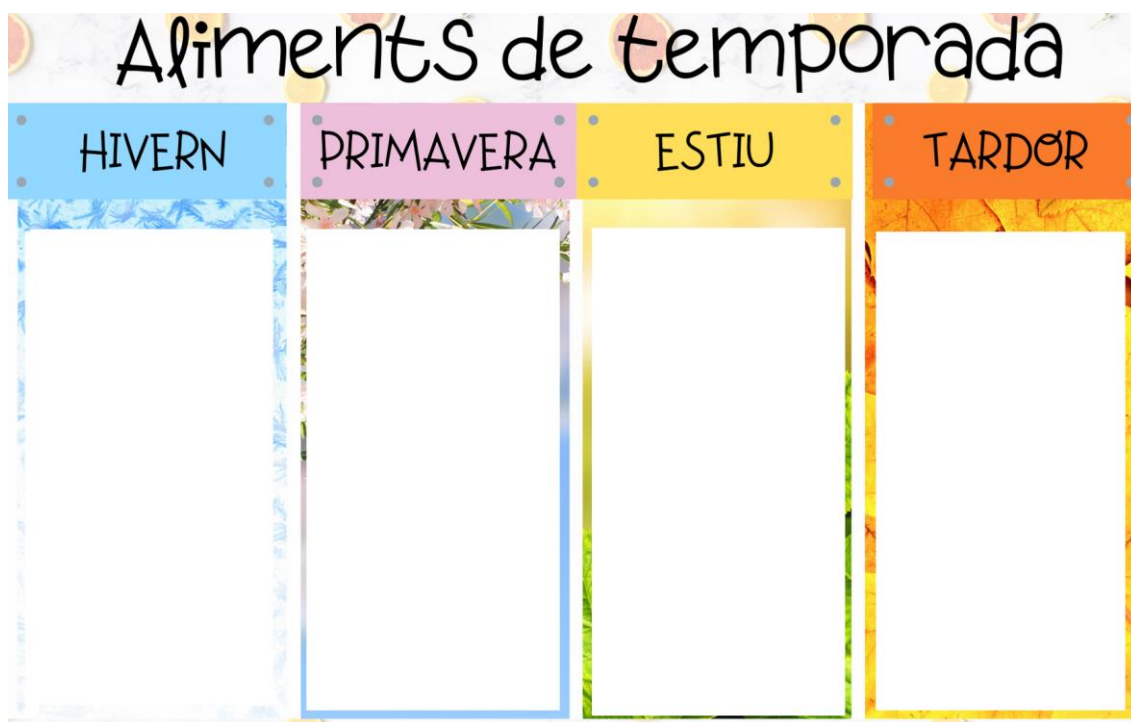 Aliments de temporada
HIVERN
PRIMAVERA
ESTIU
TARDOR